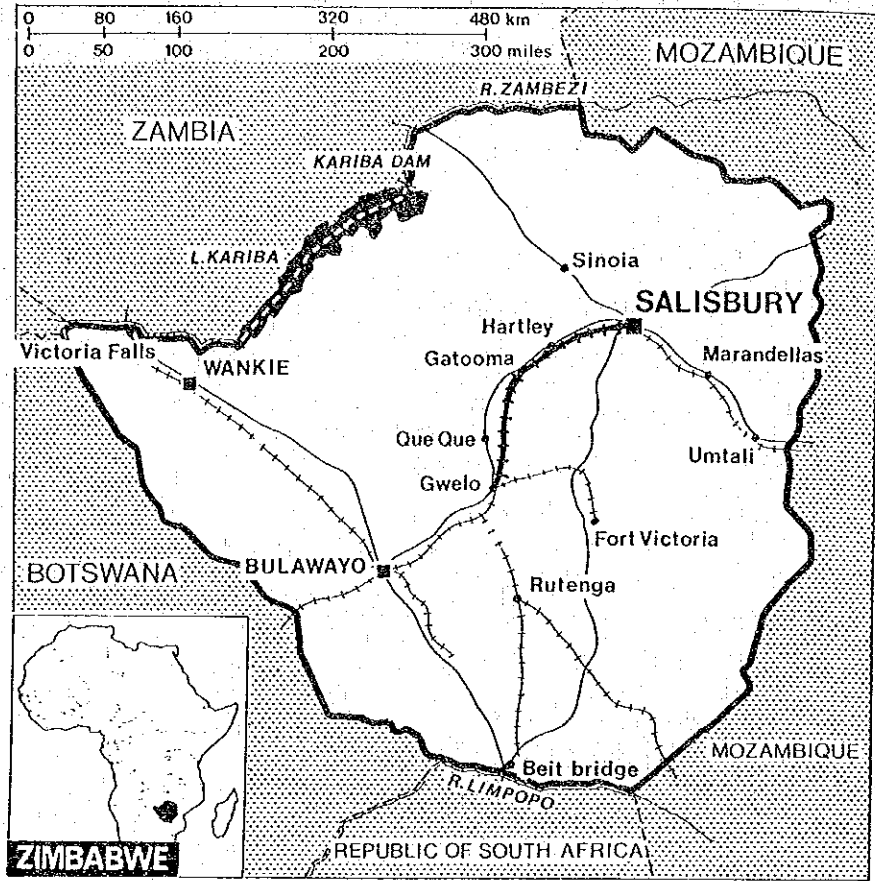 0 80 160 320 480 km
0 100 200 300 miles
MOZAMBIQUE
R.ZAMBEZI
ZAMBIA
KARIBA DAM
L.KARIBA
Sinoia
SALISBURY
Hartley
Victoria Falls
WANKIE
Gatooma
Marandellas
Que Que
Umtali
Gwelo
Fort Victoria
BOTSWANA
BULAWAYO
Rutenga
MOZAMBIQUE
Beit bridge
R.LIMPOPO
REPUBLIC OF SOUTH AFRICA
ZIMBABWE